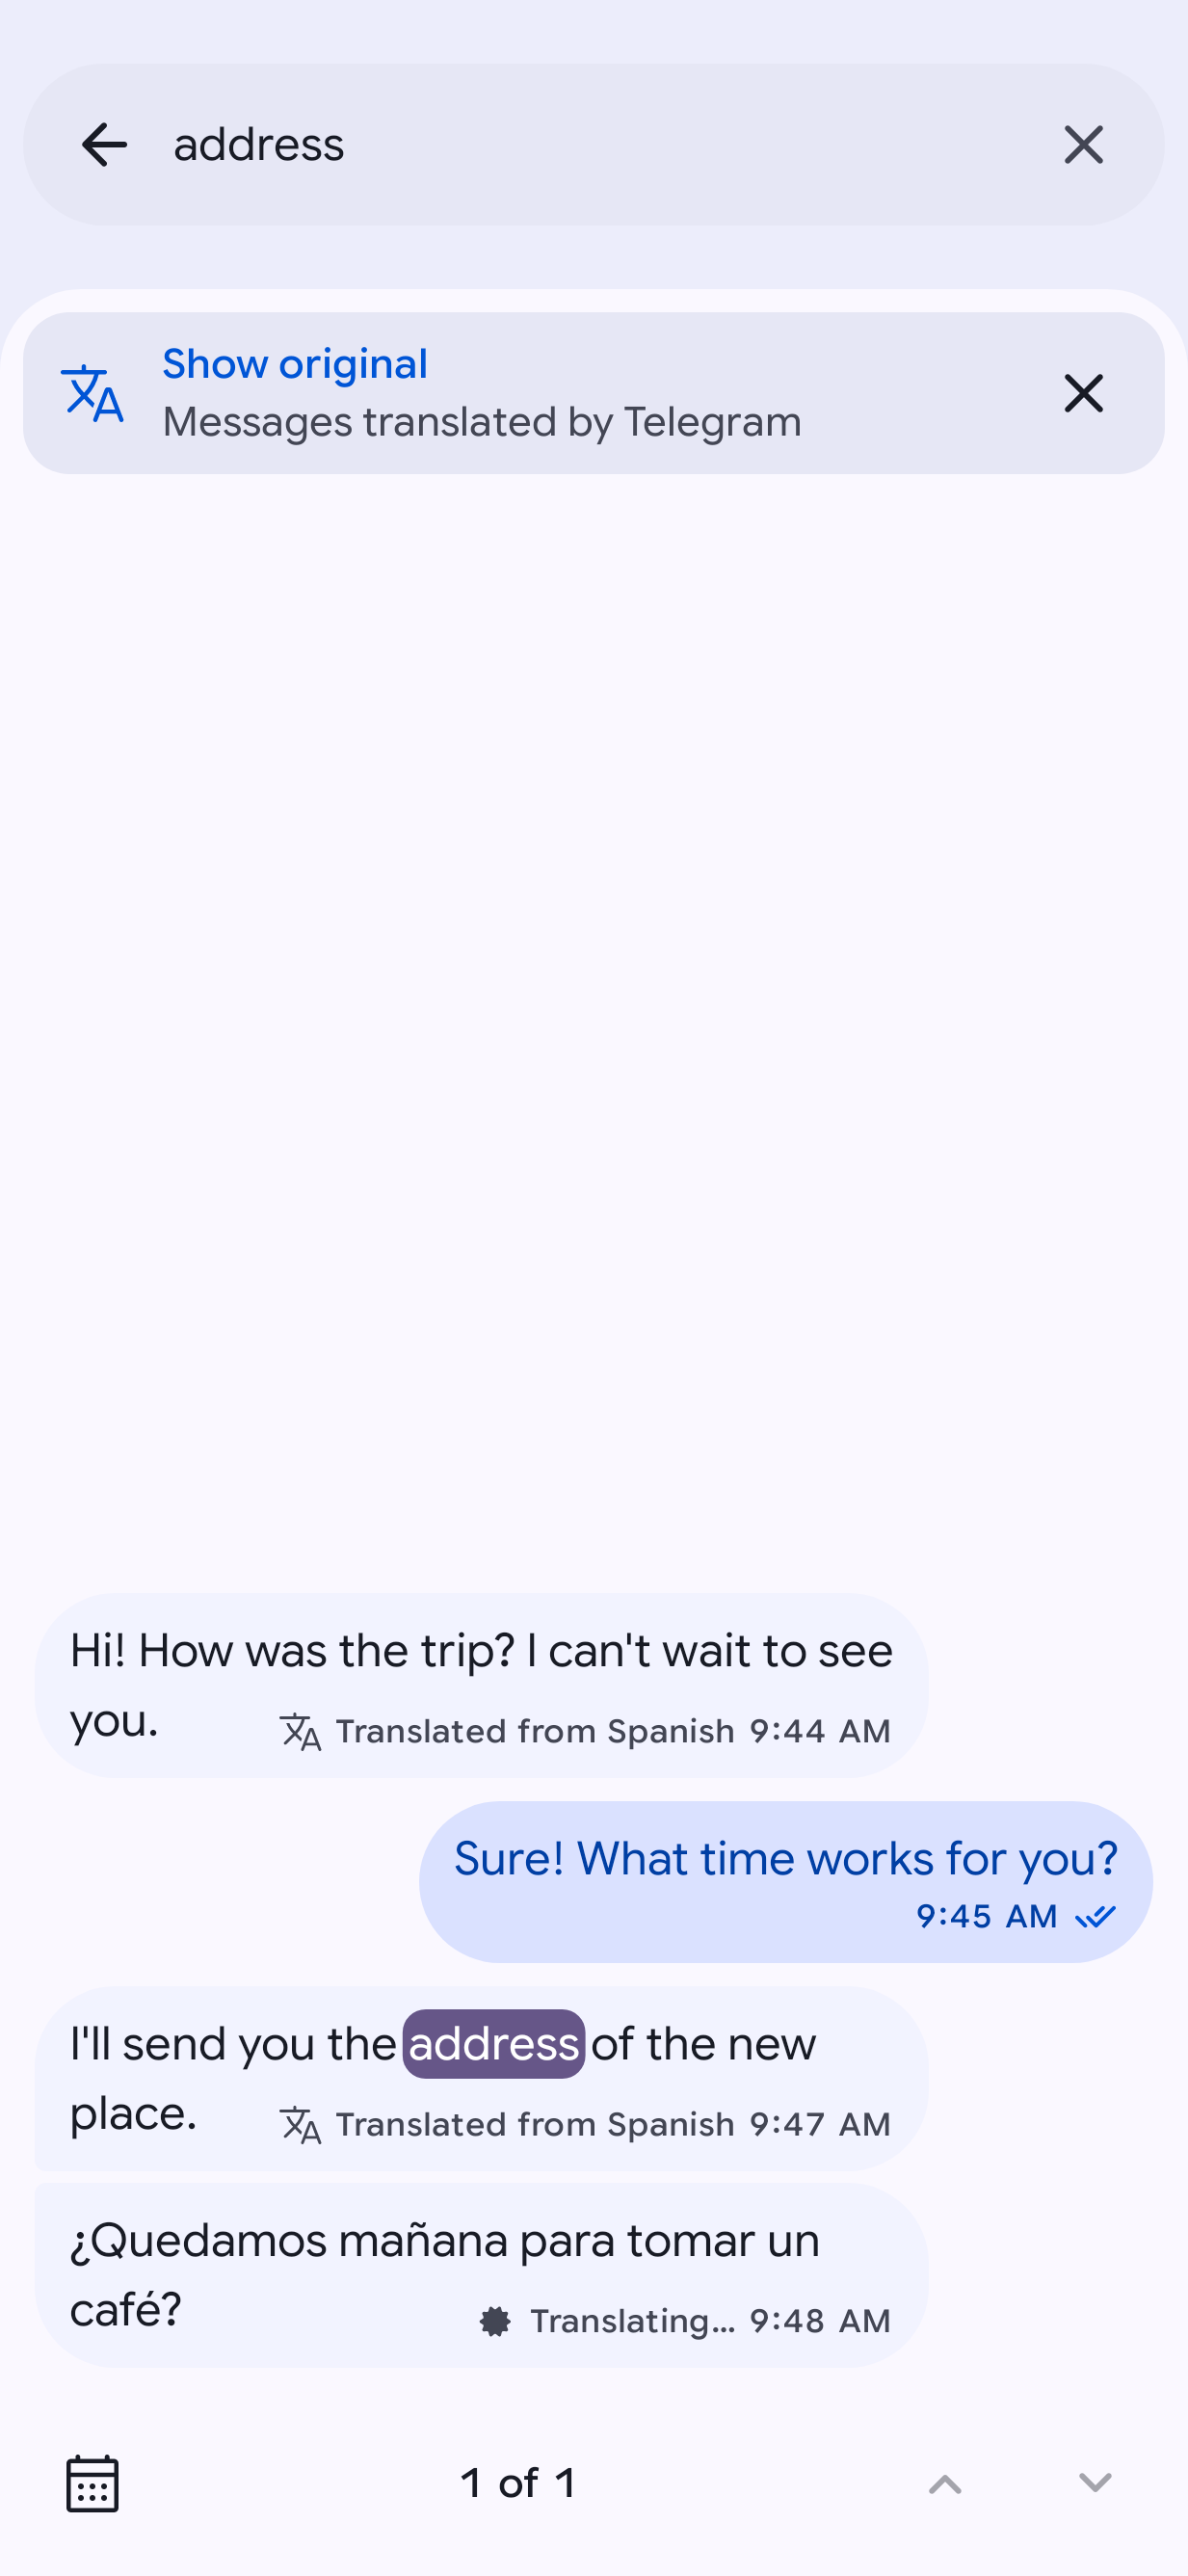 address
Show original
Messages translated by Telegram
Hi! How was the trip? I can't wait to see
you.
Translated from Spanish 9:44 AM
Sure! What time works for you?
9:45 AM
I'll send you the address of the new
place.
Translated from Spanish 9:47 AM
¿Quedamos mañana para tomar un
café?
Translating... 9:48 AM
1 of 1